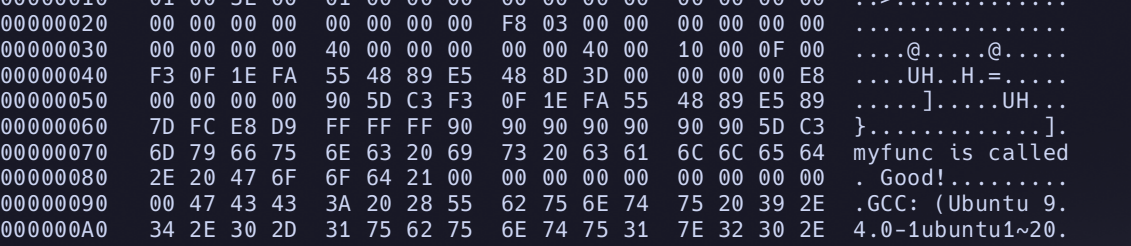 00000020 00 00 00 00 00 00 00 00 F8 03 00 00 00 00 00 00 ................
00000030 00 00 00 00 40 00 00 00 00 00 40 00 10 00 0F 00 ....@.....@.....
00000040 F3 0F 1E FA 55 48 89 E5 48 8D 3D 00 00 00 00 E8 ....UH..H.=.....
00000050 00 00 00 00 90 5D C3 F3 0F 1E FA 55 48 89 E5 89 .....].....UH...
00000060 7D FC E8 D9 FF FF FF 90 90 90 90 90 90 90 5D C3 }.............].
00000070 6D 79 66 75 6E 63 20 69 73 20 63 61 6C 6C 65 64 myfunc is called
00000080 2E 20 47 6F 6F 64 21 00 00 00 00 00 00 00 00 00 . Good!.........
00000090 00 47 43 43 3A 20 28 55 62 75 6E 74 75 20 39 2E .GCC: (Ubuntu 9.
000000A0 34 2E 30 2D 31 75 62 75 6E 74 75 31 7E 32 30 2E 4.0-1ubuntu1~20.